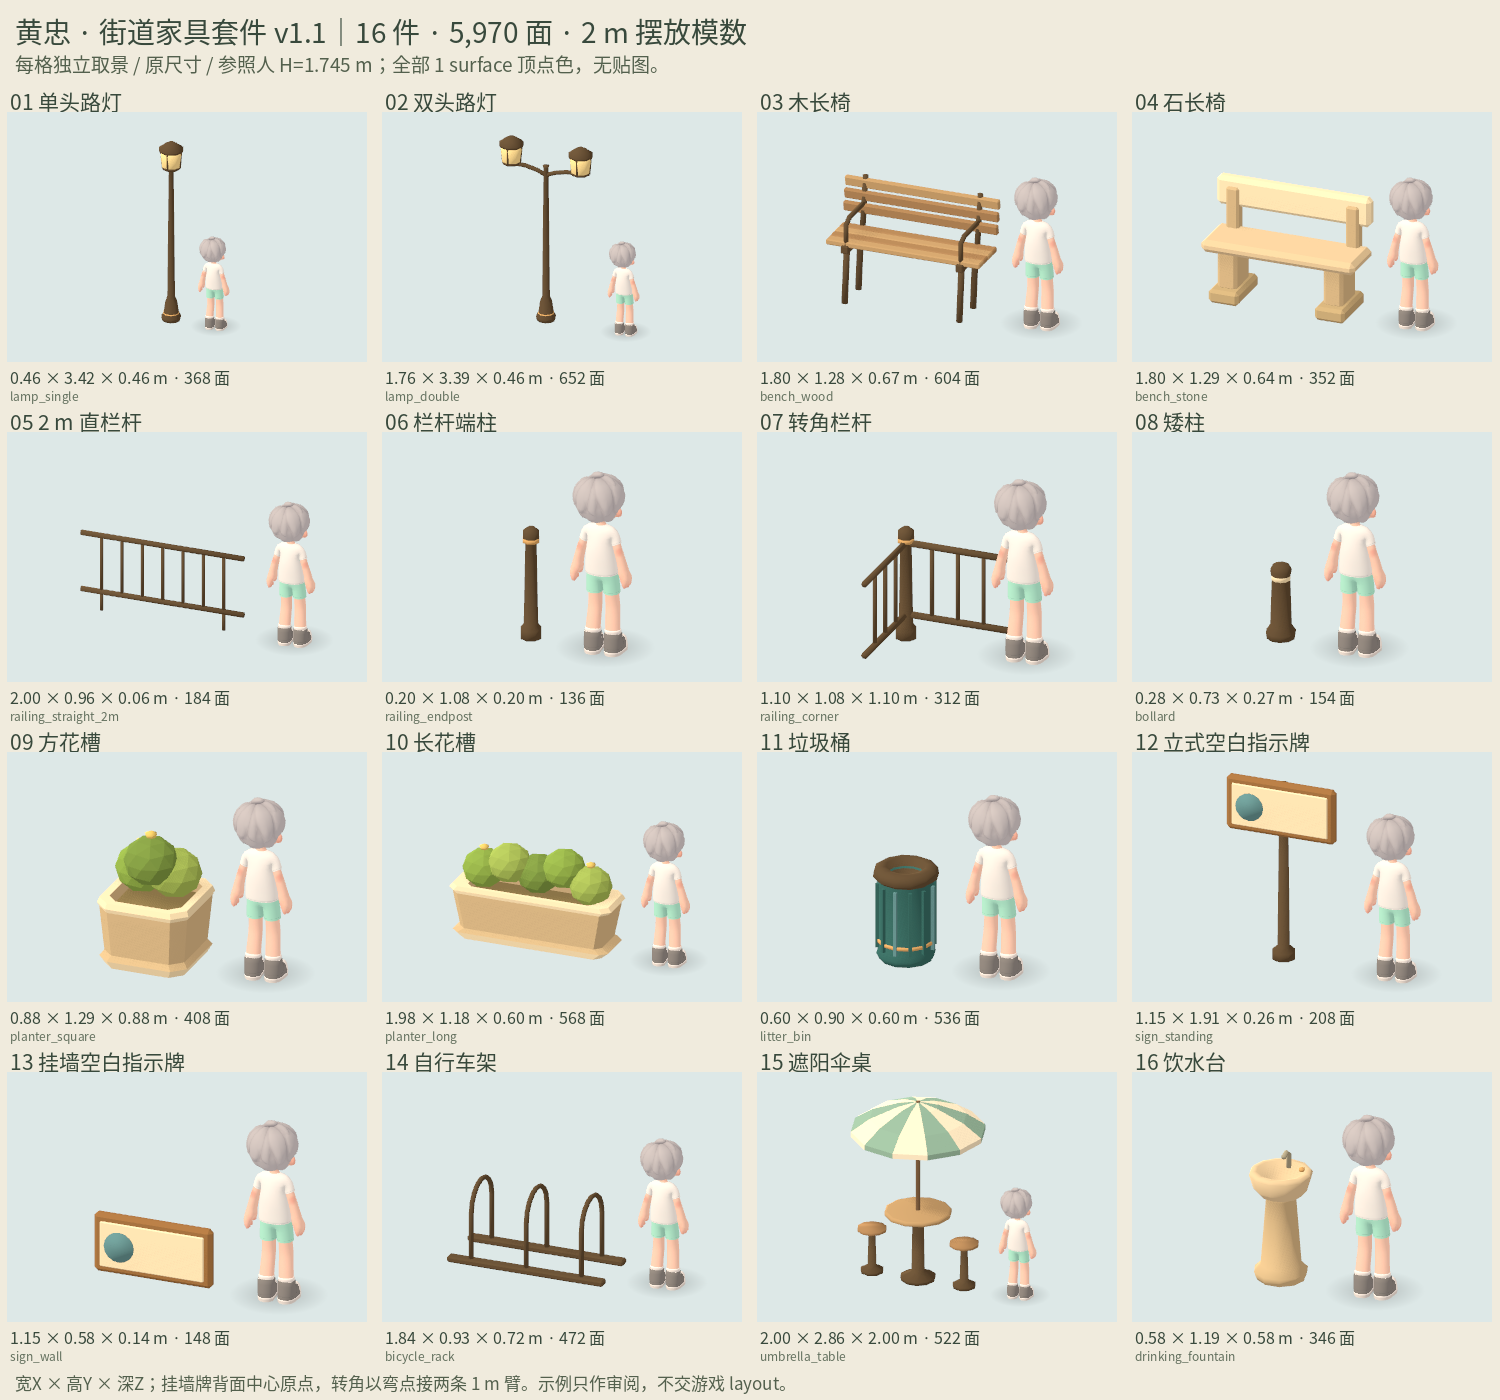 黄忠 · 街道家具套件 v1.1｜16 件 · 5,970 面 · 2 m 摆放模数
每格独立取景 / 原尺寸 / 参照人 H=1.745 m；全部 1 surface 顶点色，无贴图。
01 单头路灯
0.46 × 3.42 × 0.46 m · 368 面
lamp_single
02 双头路灯
1.76 × 3.39 × 0.46 m · 652 面
lamp_double
03 木长椅
1.80 × 1.28 × 0.67 m · 604 面
bench_wood
04 石长椅
1.80 × 1.29 × 0.64 m · 352 面
bench_stone
05 2 m 直栏杆
2.00 × 0.96 × 0.06 m · 184 面
railing_straight_2m
06 栏杆端柱
0.20 × 1.08 × 0.20 m · 136 面
railing_endpost
07 转角栏杆
1.10 × 1.08 × 1.10 m · 312 面
railing_corner
08 矮柱
0.28 × 0.73 × 0.27 m · 154 面
bollard
09 方花槽
0.88 × 1.29 × 0.88 m · 408 面
planter_square
10 长花槽
1.98 × 1.18 × 0.60 m · 568 面
planter_long
11 垃圾桶
0.60 × 0.90 × 0.60 m · 536 面
litter_bin
12 立式空白指示牌
1.15 × 1.91 × 0.26 m · 208 面
sign_standing
13 挂墙空白指示牌
1.15 × 0.58 × 0.14 m · 148 面
sign_wall
14 自行车架
1.84 × 0.93 × 0.72 m · 472 面
bicycle_rack
15 遮阳伞桌
2.00 × 2.86 × 2.00 m · 522 面
umbrella_table
16 饮水台
0.58 × 1.19 × 0.58 m · 346 面
drinking_fountain
宽X × 高Y × 深Z；挂墙牌背面中心原点，转角以弯点接两条 1 m 臂。示例只作审阅，不交游戏 layout。